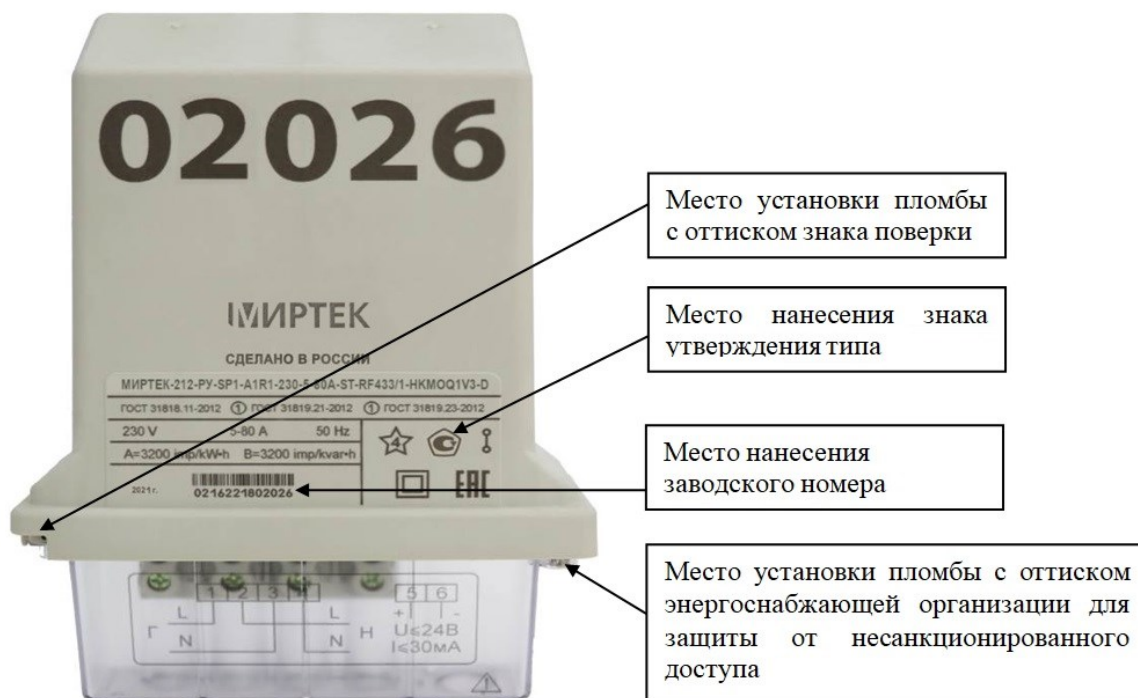 02026
МИРТЕК
СДЕЛАНО В РОССИИ
МИРТЕК-212-РУ-SP1-A1R1-230-5-80A-ST-RF433/1-HKMOQ1V3-D
ГОСТ 31818.11-2012 1 ГОСТ 31819.21-2012 1 ГОСТ 31819.23-2012
230 V 5-80 A 50 Hz
A=3200 imp/kW•h B=3200 imp/kvar•h
4
2021 г.
0216221802026
EAC
1 2 3 4 5 6
L L + -
Г Н U≤24В
N N I≤30мА
Место установки пломбы
с оттиском знака поверки
Место нанесения знака
утверждения типа
Место нанесения
заводского номера
Место установки пломбы с оттиском
энергоснабжающей организации для
защиты от несанкционированного
доступа